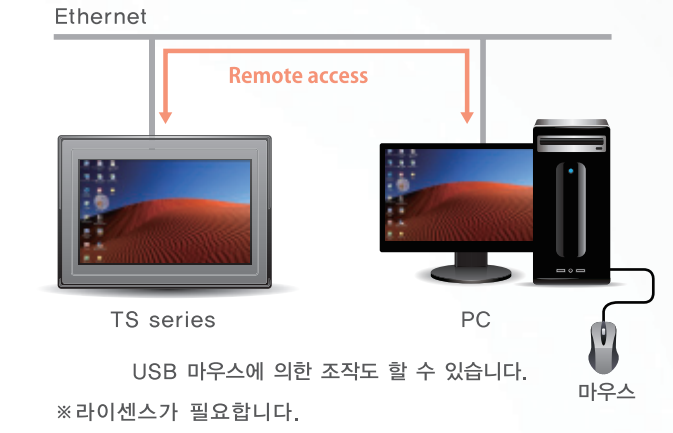 Ethernet
Remote access
TS series
PC
USB 마우스에 의한 조작도 할 수 있습니다.
마우스
※라이센스가 필요합니다.